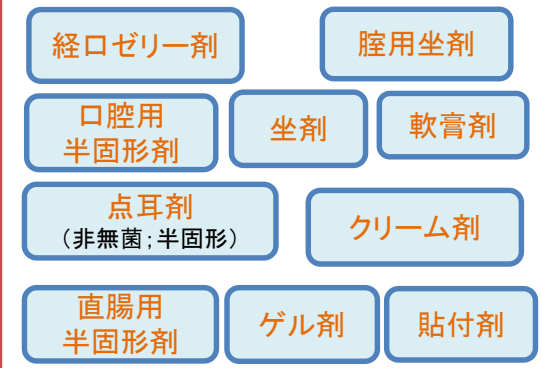 経口ゼリー剤
腟用坐剤
口腔用
半固形剤
坐剤
軟膏剤
点耳剤
（非無菌；半固形）
クリーム剤
直腸用
半固形剤
ゲル剤
貼付剤